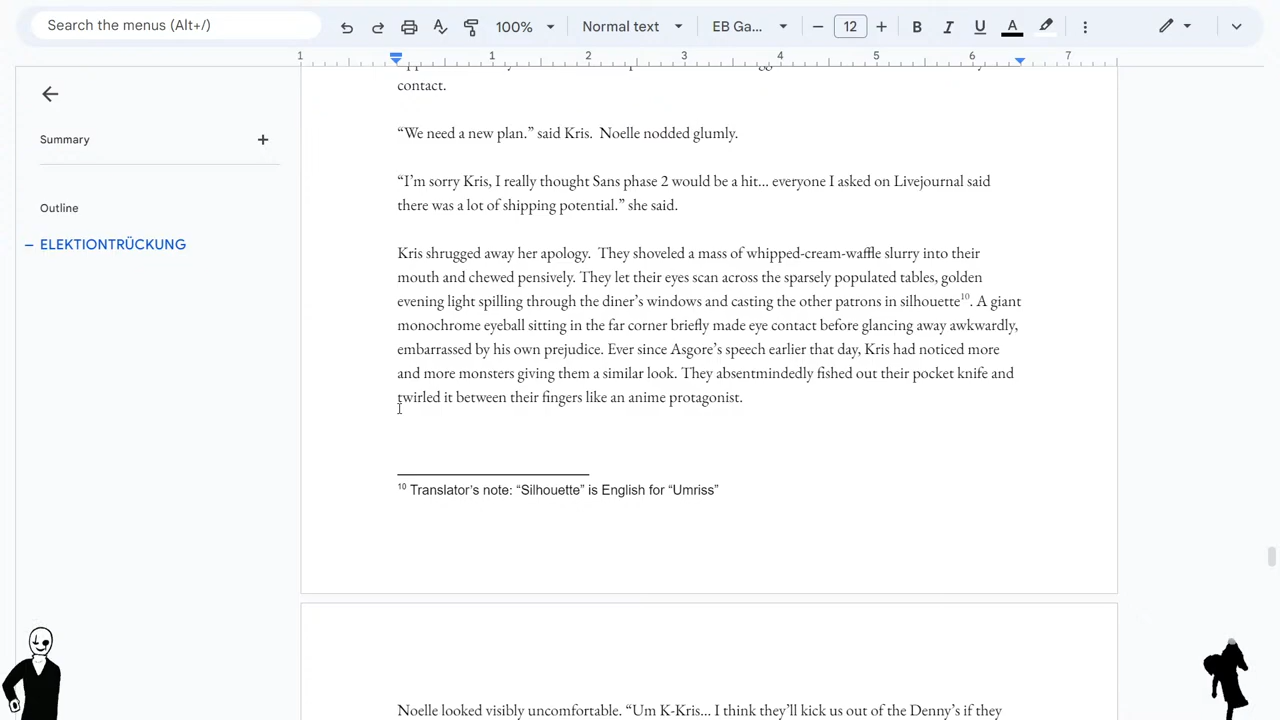 Search the menus (Alt+/)
100%
Normal text
EB Ga...
12
B I U A
1 1 2 3 4 5 6 7
contact.
Summary
“We need a new plan.” said Kris.  Noelle nodded glumly.
“I’m sorry Kris, I really thought Sans phase 2 would be a hit… everyone I asked on Livejournal said
there was a lot of shipping potential.” she said.
Outline
ELEKTIONTRÜCKUNG
Kris shrugged away her apology.  They shoveled a mass of whipped-cream-waffle slurry into their
mouth and chewed pensively. They let their eyes scan across the sparsely populated tables, golden
evening light spilling through the diner’s windows and casting the other patrons in silhouette¹⁰. A giant
monochrome eyeball sitting in the far corner briefly made eye contact before glancing away awkwardly,
embarrassed by his own prejudice. Ever since Asgore’s speech earlier that day, Kris had noticed more
and more monsters giving them a similar look. They absentmindedly fished out their pocket knife and
twirled it between their fingers like an anime protagonist.
¹⁰ Translator’s note: “Silhouette” is English for “Umriss”
Noelle looked visibly uncomfortable. “Um K-Kris… I think they’ll kick us out of the Denny’s if they